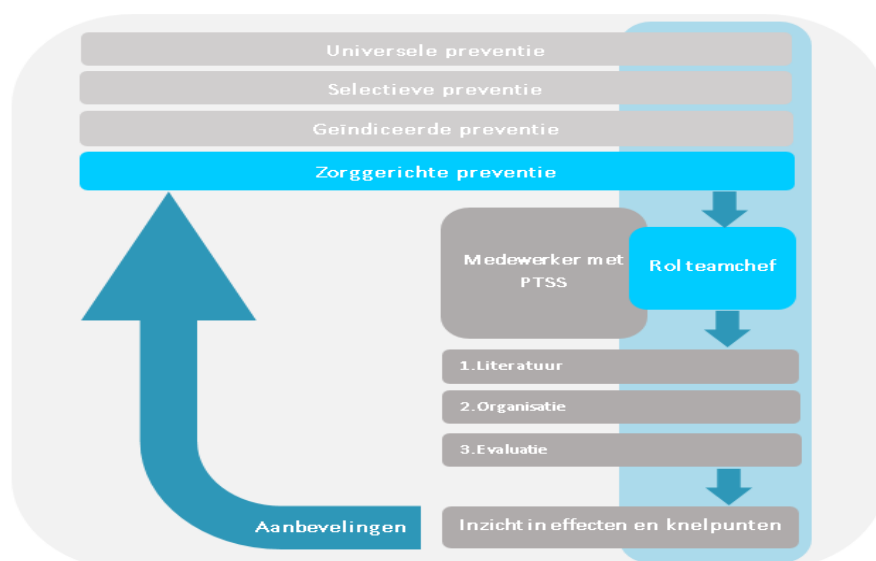 Universele preventie
Selectieve preventie
Geïndiceerde preventie
Zorggerichte preventie
Medewerker met
PTSS
Rol teamchef
1.Literatuur
2.Organisatie
3.Evaluatie
Aanbevelingen
Inzicht in effecten en knelpunten